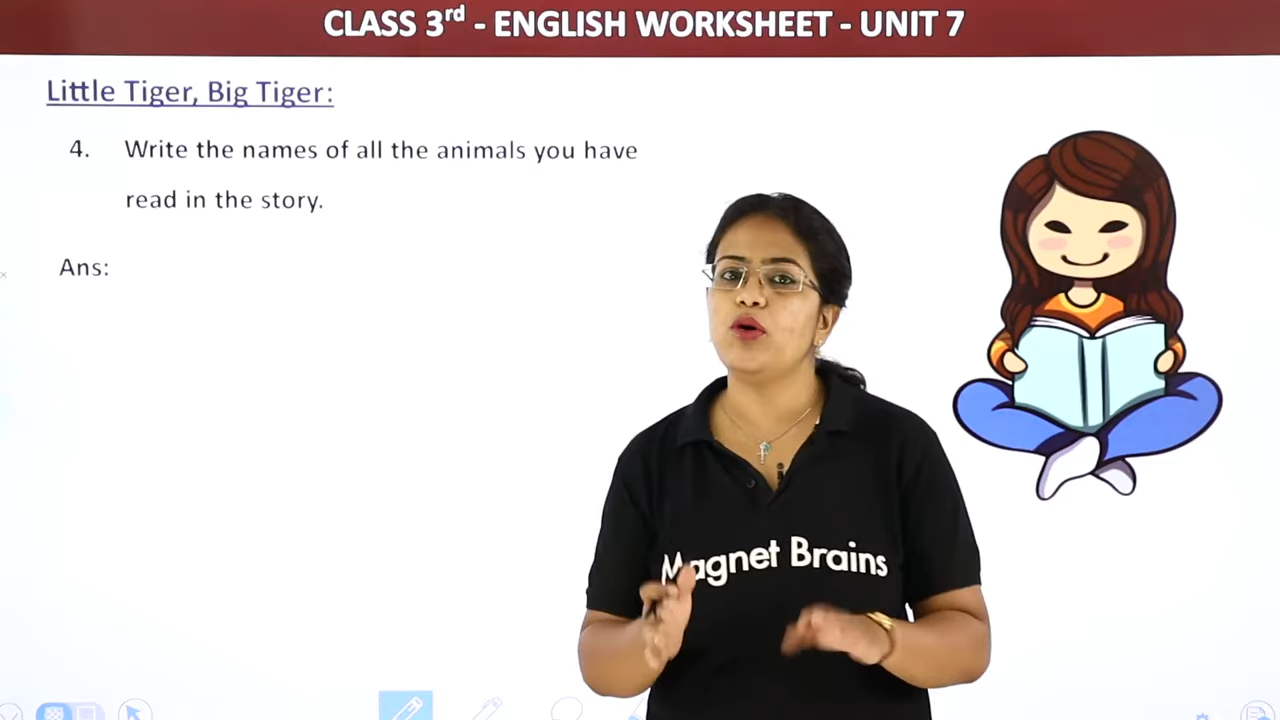 CLASS 3rd - ENGLISH WORKSHEET - UNIT 7
Little Tiger, Big Tiger:
4. Write the names of all the animals you have
read in the story.
Ans:
Magnet Brains